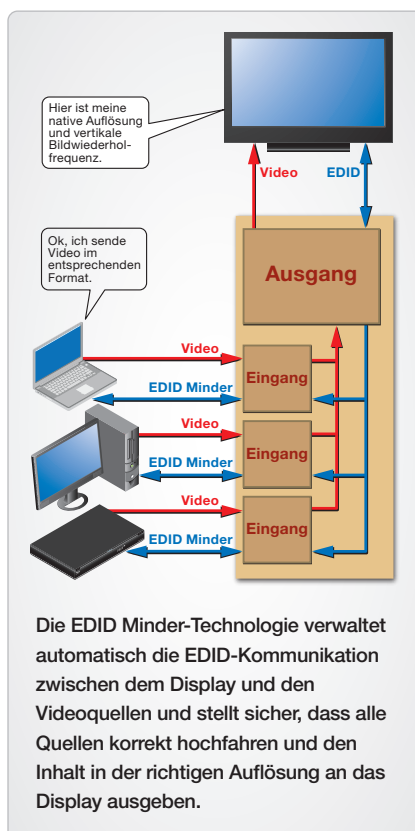 Hier ist meine
native Auflösung
und vertikale
Bildwiederhol-
frequenz.
Video
EDID
Ok, ich sende
Video im
entsprechenden
Format.
Ausgang
Video
Eingang
EDID Minder
Video
Eingang
EDID Minder
Video
Eingang
EDID Minder
Die EDID Minder-Technologie verwaltet
automatisch die EDID-Kommunikation
zwischen dem Display und den
Videoquellen und stellt sicher, dass alle
Quellen korrekt hochfahren und den
Inhalt in der richtigen Auflösung an das
Display ausgeben.